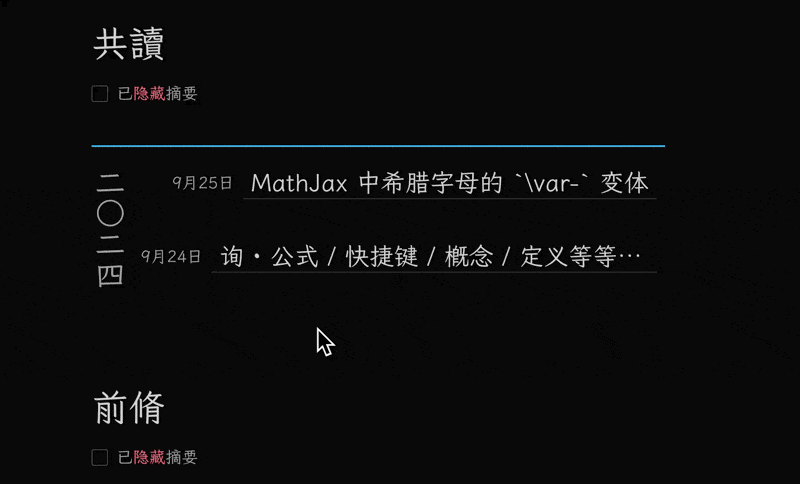 共讀
已隐藏摘要
二〇二四
9月25日 MathJax 中希腊字母的 `\var-` 变体
9月24日 询・公式 / 快捷键 / 概念 / 定义等等…
前脩
已隐藏摘要